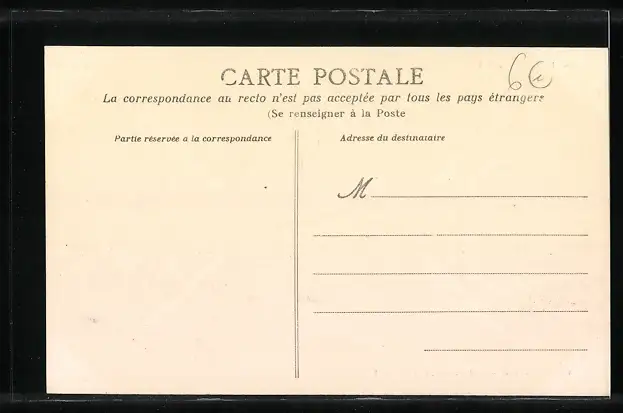 CARTE POSTALE
6€
La correspondance au recto n'est pas acceptée par tous les pays étrangers
(Se renseigner à la Poste
Partie réservée a la correspondance
Adresse du destinataire
M